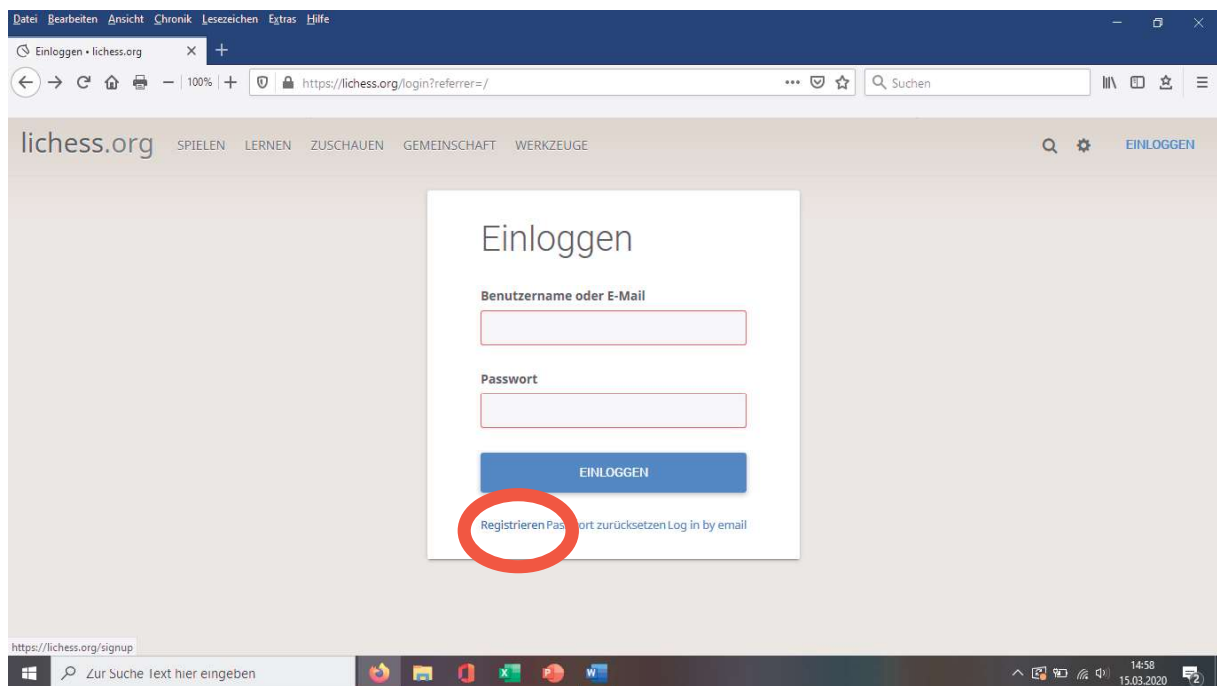 Datei Bearbeiten Ansicht Chronik Lesezeichen Extras Hilfe
Einloggen • lichess.org
100%
https://lichess.org/login?referrer=/
Suchen
lichess.org SPIELEN LERNEN ZUSCHAUEN GEMEINSCHAFT WERKZEUGE EINLOGGEN
Einloggen
Benutzername oder E-Mail
Passwort
EINLOGGEN
Registrieren Passwort zurücksetzen Log in by email
https://lichess.org/signup
Zur Suche Text hier eingeben
14:58
15.03.2020
2